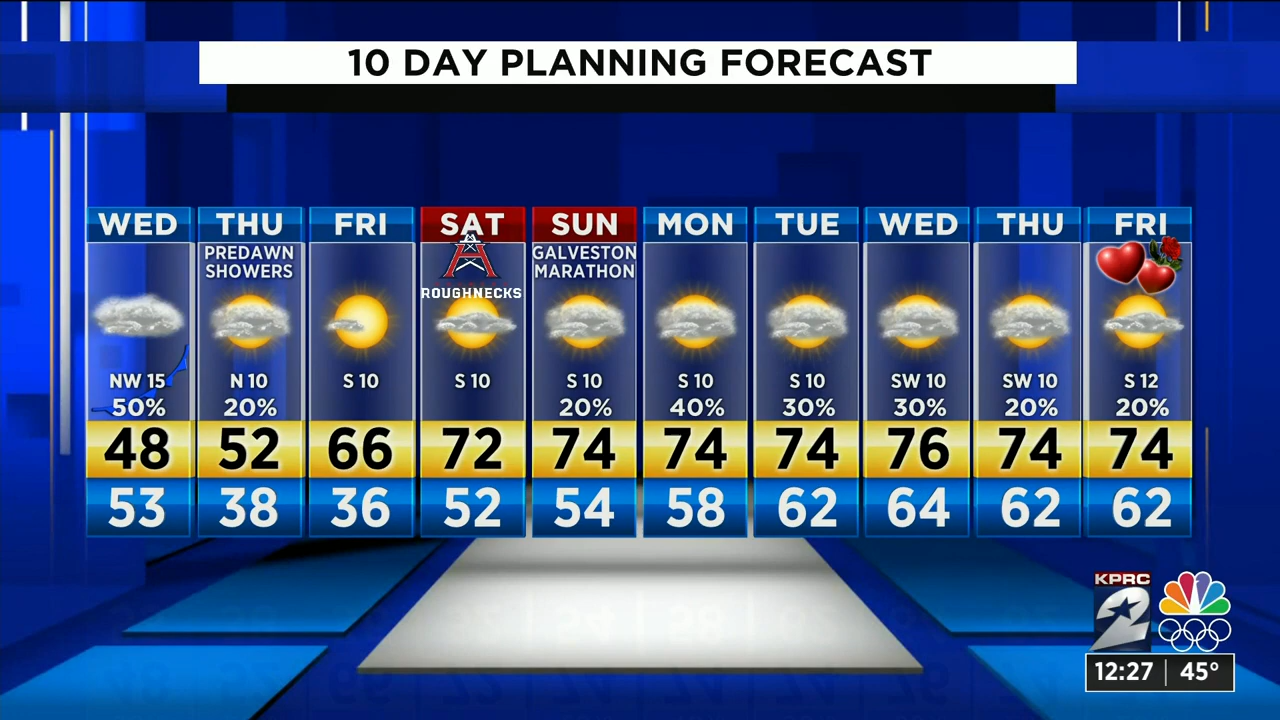 10 DAY PLANNING FORECAST
WED THU FRI SAT SUN MON TUE WED THU FRI
PREDAWN
SHOWERS
ROUGHNECKS
GALVESTON
MARATHON
NW 15 N 10 S 10 S 10 S 10 S 10 S 10 SW 10 SW 10 S 12
50% 20% 20% 40% 30% 30% 20% 20%
48 52 66 72 74 74 74 76 74 74
53 38 36 52 54 58 62 64 62 62
KPRC
2
12:27 45°